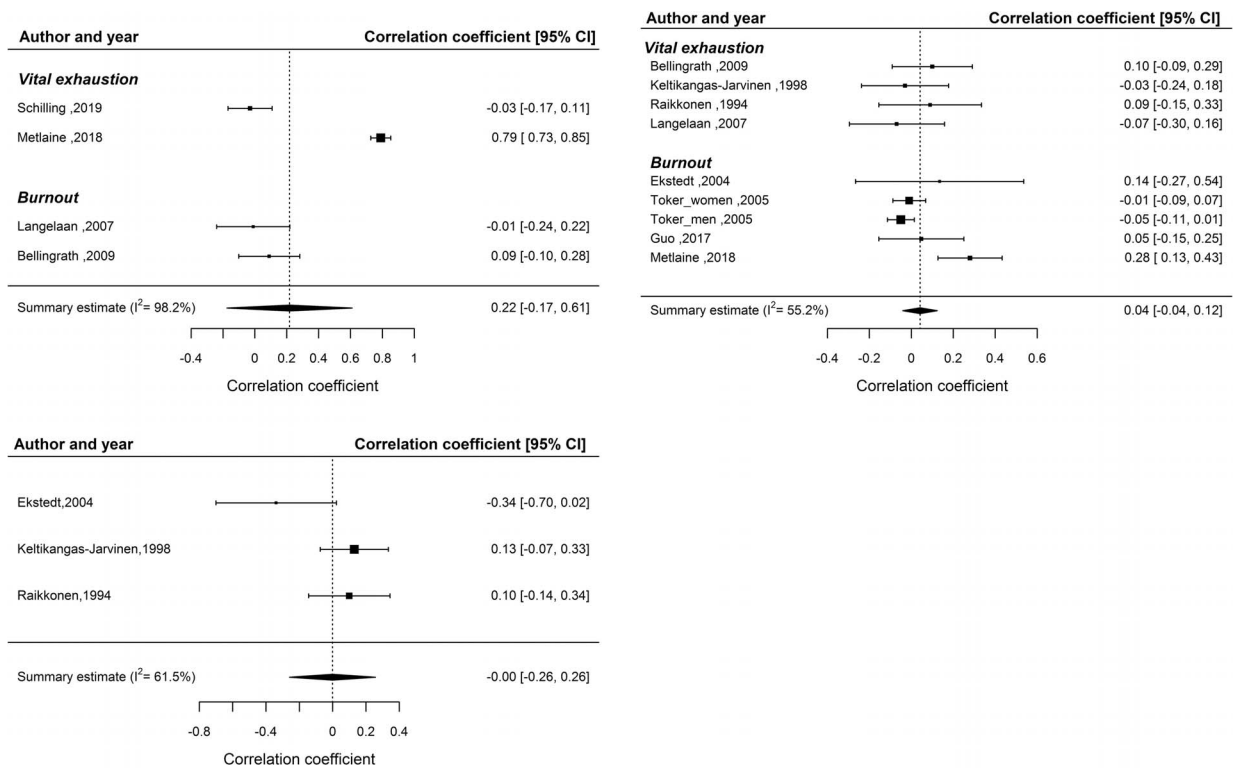 Author and year Correlation coefficient [95% CI]
Vital exhaustion
Schilling ,2019 -0.03 [-0.17, 0.11]
Metlaine ,2018 0.79 [ 0.73, 0.85]
Burnout
Langelaan ,2007 -0.01 [-0.24, 0.22]
Bellingrath ,2009 0.09 [-0.10, 0.28]
Summary estimate (I²= 98.2%) 0.22 [-0.17, 0.61]
-0.4 0 0.2 0.4 0.6 0.8 1
Correlation coefficient
Author and year Correlation coefficient [95% CI]
Vital exhaustion
Bellingrath ,2009 0.10 [-0.09, 0.29]
Keltikangas-Jarvinen ,1998 -0.03 [-0.24, 0.18]
Raikkonen ,1994 0.09 [-0.15, 0.33]
Langelaan ,2007 -0.07 [-0.30, 0.16]
Burnout
Ekstedt ,2004 0.14 [-0.27, 0.54]
Toker_women ,2005 -0.01 [-0.09, 0.07]
Toker_men ,2005 -0.05 [-0.11, 0.01]
Guo ,2017 0.05 [-0.15, 0.25]
Metlaine ,2018 0.28 [ 0.13, 0.43]
Summary estimate (I²= 55.2%) 0.04 [-0.04, 0.12]
-0.4 -0.2 0 0.2 0.4 0.6
Correlation coefficient
Author and year Correlation coefficient [95% CI]
Ekstedt,2004 -0.34 [-0.70, 0.02]
Keltikangas-Jarvinen,1998 0.13 [-0.07, 0.33]
Raikkonen,1994 0.10 [-0.14, 0.34]
Summary estimate (I²= 61.5%) -0.00 [-0.26, 0.26]
-0.8 -0.4 0 0.2 0.4
Correlation coefficient